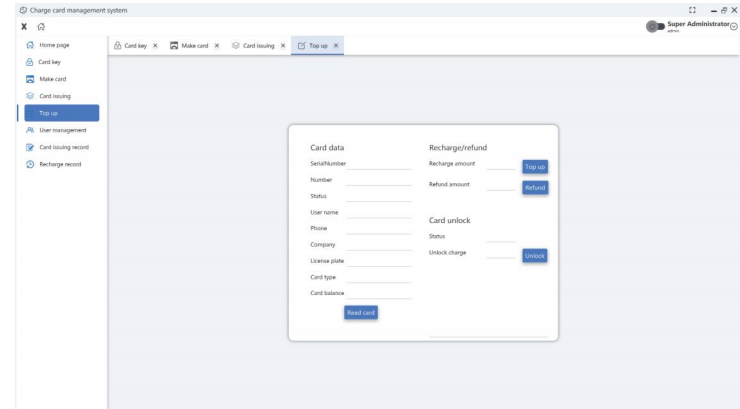 Charge card management system
X
Super Administrator
admin
Home page
Card key
Make card
Card issuing
Top up
User management
Card issuing record
Recharge record
Card key X
Make card X
Card issuing X
Top up X
Card data
SerialNumber
Number
Status
User name
Phone
Company
License plate
Card type
Card balance
Read card
Recharge/refund
Recharge amount Top up
Refund amount Refund
Card unlock
Status
Unlock charge Unlock